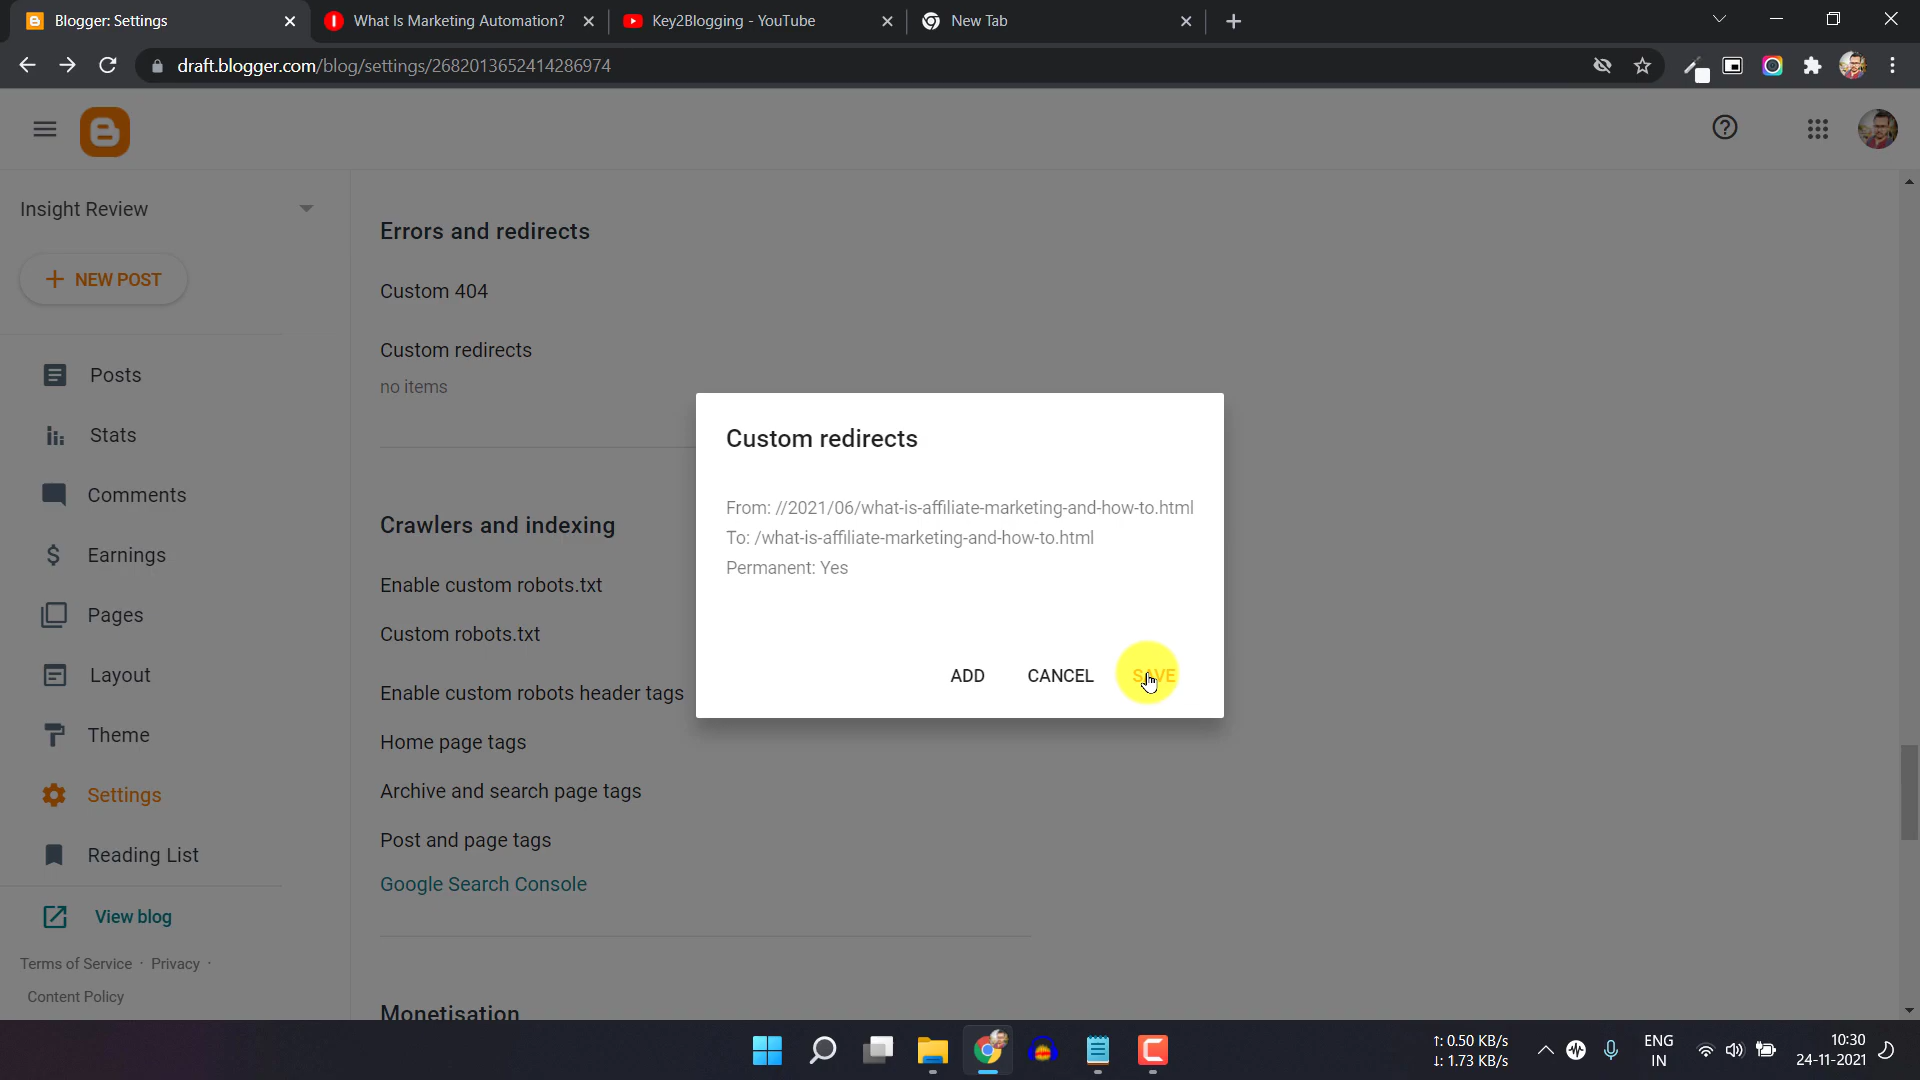 Blogger: Settings
What Is Marketing Automation?
Key2Blogging - YouTube
New Tab
draft.blogger.com/blog/settings/2682013652414286974
Insight Review
NEW POST
Posts
Stats
Comments
Earnings
Pages
Layout
Theme
Settings
Reading List
View blog
Terms of Service · Privacy ·
Content Policy
Errors and redirects
Custom 404
Custom redirects
no items
Crawlers and indexing
Enable custom robots.txt
Custom robots.txt
Enable custom robots header tags
Home page tags
Archive and search page tags
Post and page tags
Google Search Console
Monetisation
Custom redirects
From: //2021/06/what-is-affiliate-marketing-and-how-to.html
To: /what-is-affiliate-marketing-and-how-to.html
Permanent: Yes
ADD CANCEL SAVE
↑: 0.50 KB/s
↓: 1.73 KB/s
ENG
IN
10:30
24-11-2021